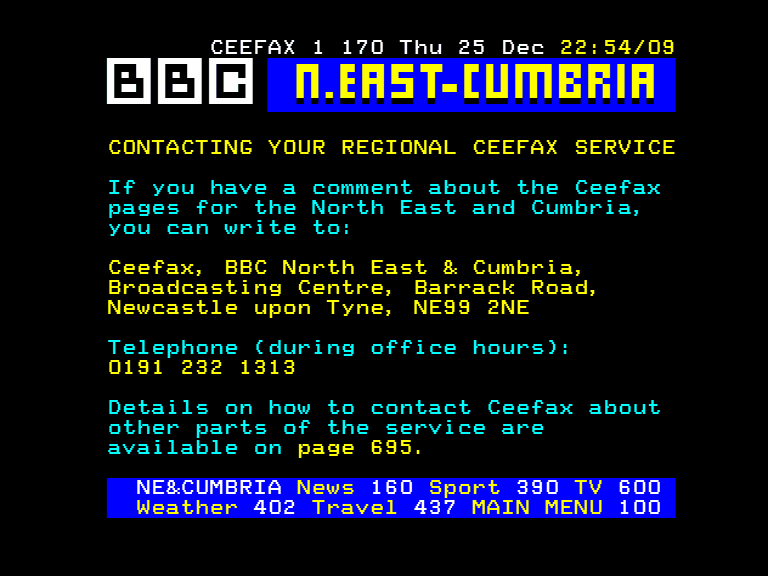 CEEFAX 1 170 Thu 25 Dec 22:54/09
BBC N.EAST-CUMBRIA
CONTACTING YOUR REGIONAL CEEFAX SERVICE
If you have a comment about the Ceefax
pages for the North East and Cumbria,
you can write to:
Ceefax, BBC North East & Cumbria,
Broadcasting Centre, Barrack Road,
Newcastle upon Tyne, NE99 2NE
Telephone (during office hours):
0191 232 1313
Details on how to contact Ceefax about
other parts of the service are
available on page 695.
NE&CUMBRIA News 160 Sport 390 TV 600
Weather 402 Travel 437 MAIN MENU 100